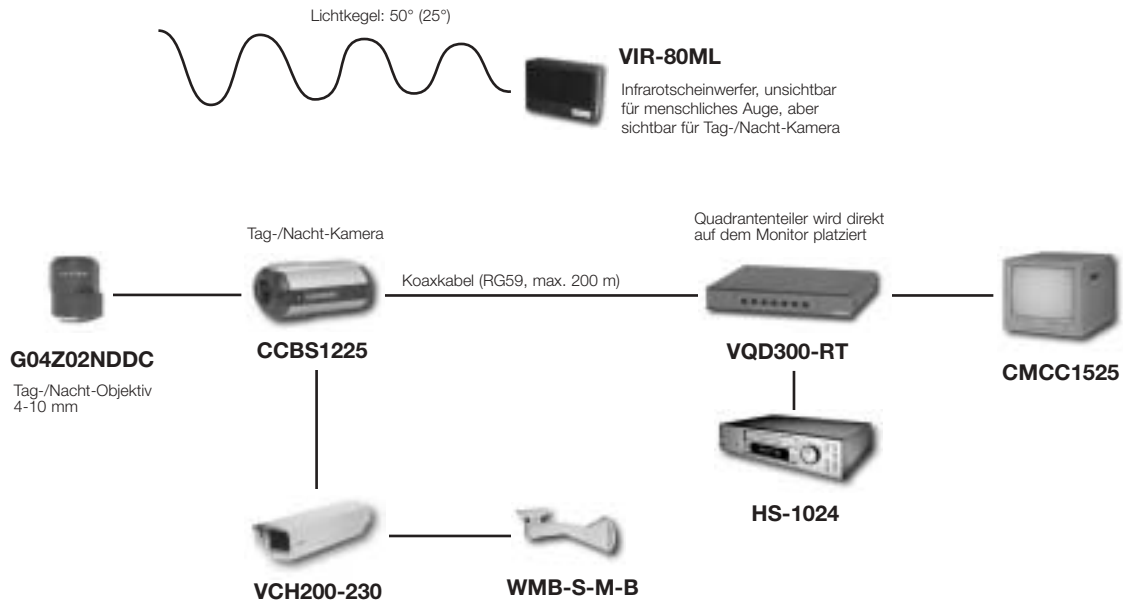 Lichtkegel: 50° (25°)
VIR-80ML
Infrarotscheinwerfer, unsichtbar
für menschliches Auge, aber
sichtbar für Tag-/Nacht-Kamera
Tag-/Nacht-Kamera
Quadrantenteiler wird direkt
auf dem Monitor platziert
Koaxkabel (RG59, max. 200 m)
G04Z02NDDC
Tag-/Nacht-Objektiv
4-10 mm
CCBS1225
VQD300-RT
CMCC1525
HS-1024
VCH200-230
WMB-S-M-B